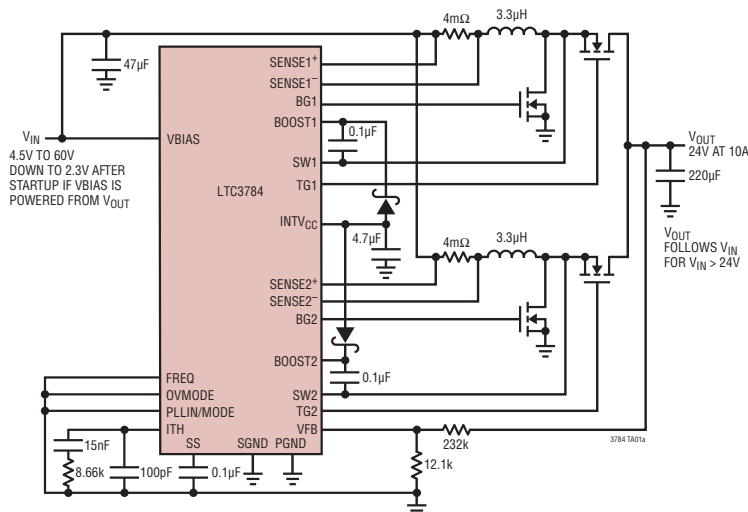 4mΩ
3.3µH
47µF
SENSE1+
SENSE1–
BG1
BOOST1
0.1µF
VIN
4.5V TO 60V
DOWN TO 2.3V AFTER
STARTUP IF VBIAS IS
POWERED FROM VOUT
VBIAS
SW1
LTC3784
TG1
VOUT
24V AT 10A
220µF
INTVCC
4.7µF
VOUT
FOLLOWS VIN
FOR VIN > 24V
4mΩ
3.3µH
SENSE2+
SENSE2–
BG2
BOOST2
0.1µF
FREQ
OVMODE
PLLIN/MODE
ITH
SW2
TG2
VFB
SS
SGND
PGND
232k
3784 TA01a
15nF
8.66k
100pF
0.1µF
12.1k